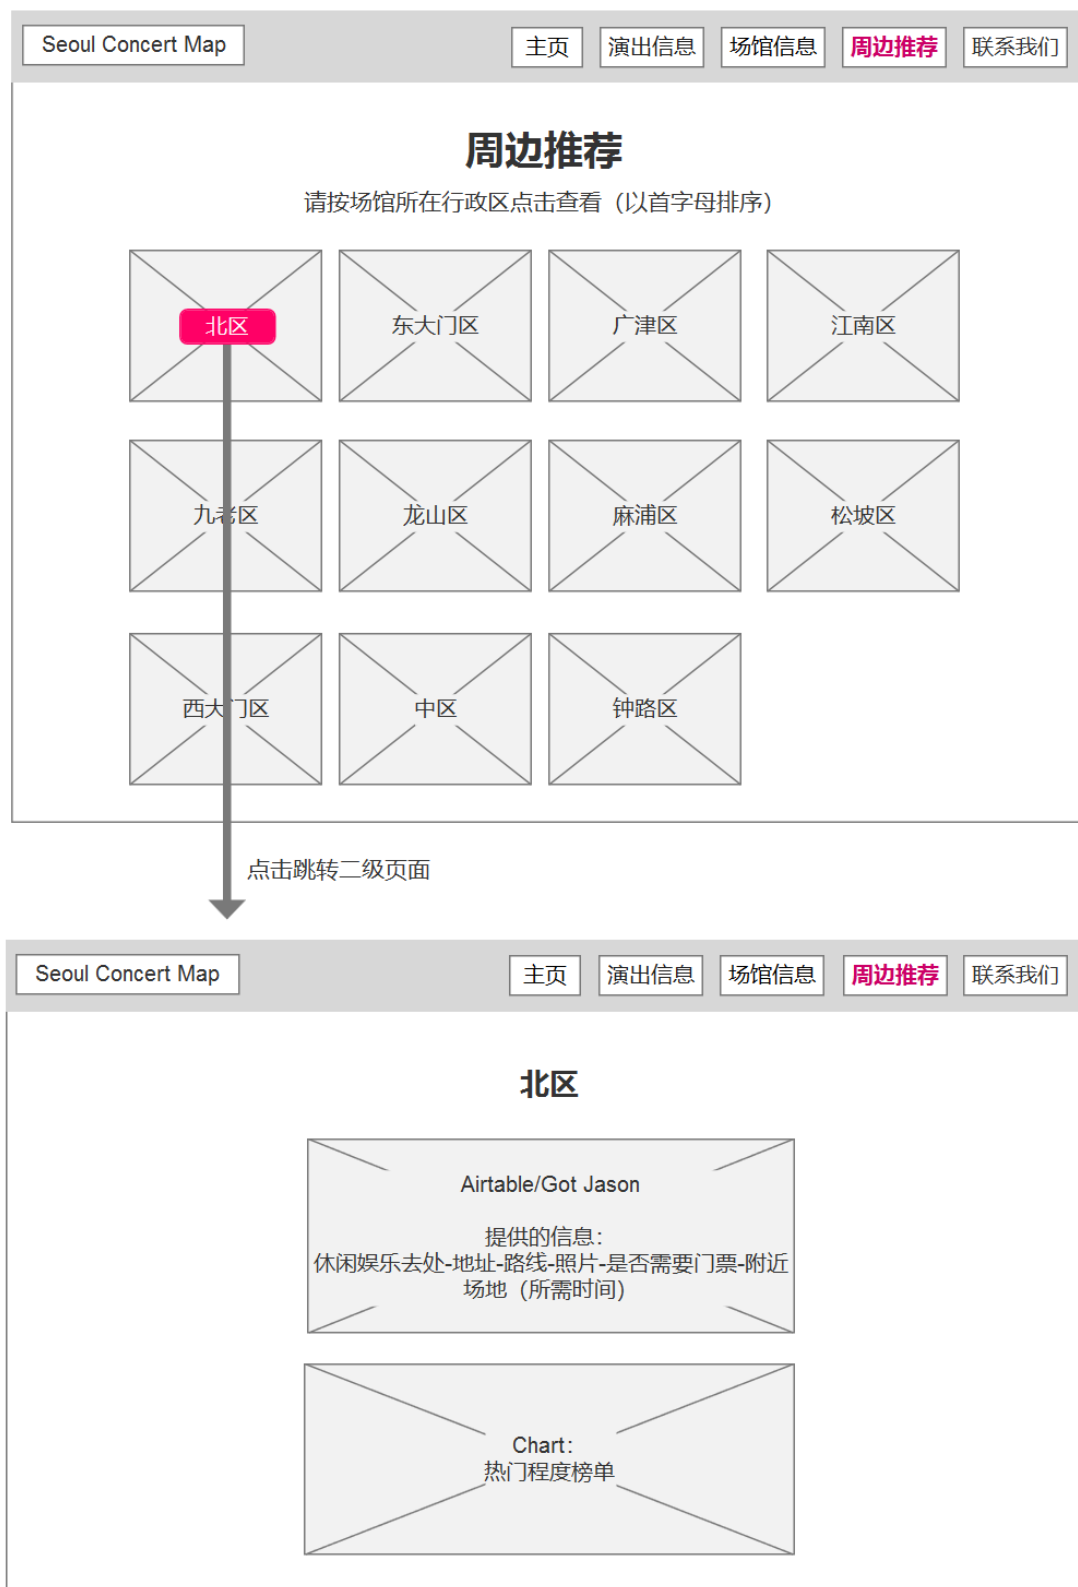 Seoul Concert Map
主页
演出信息
场馆信息
周边推荐
联系我们
周边推荐
请按场馆所在行政区点击查看（以首字母排序）
北区
东大门区
广津区
江南区
九老区
龙山区
麻浦区
松坡区
西大门区
中区
钟路区
点击跳转二级页面
Seoul Concert Map
主页
演出信息
场馆信息
周边推荐
联系我们
北区
Airtable/Got Jason
提供的信息：
休闲娱乐去处-地址-路线-照片-是否需要门票-附近
场地（所需时间）
Chart：
热门程度榜单